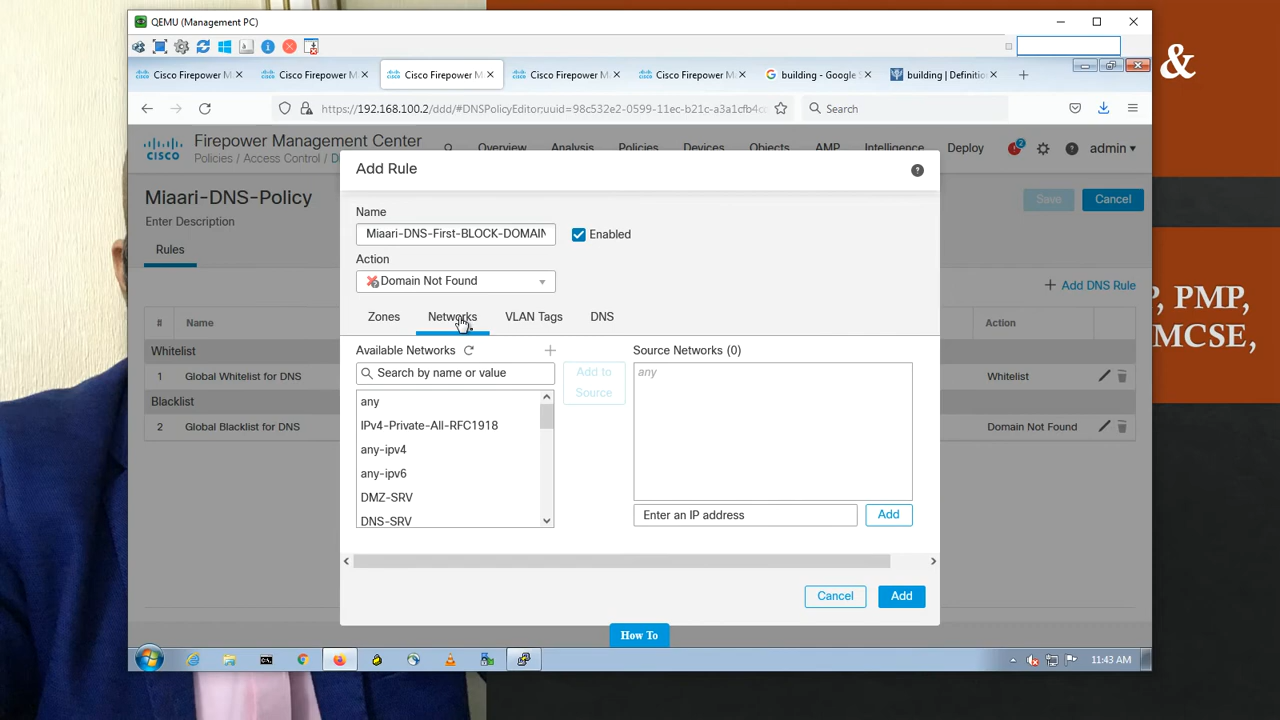 QEMU (Management PC)
Cisco Firepower M
Cisco Firepower M
Cisco Firepower M
Cisco Firepower M
Cisco Firepower M
building - Google S
building | Definition
https://192.168.100.2/ddd/#DNSPolicyEditor;uuid=98c532e2-0599-11ec-b21c-a3a1cfb4c
Search
&
CISCO
Firepower Management Center
Policies / Access Control / D
Overview Analysis Policies Devices Objects AMP Intelligence Deploy
2
admin
Miaari-DNS-Policy
Enter Description
Save
Cancel
Rules
Add DNS Rule
# Name
Action
Whitelist
1 Global Whitelist for DNS
Whitelist
Blacklist
2 Global Blacklist for DNS
Domain Not Found
Add Rule
Name
Miaari-DNS-First-BLOCK-DOMAIN
Enabled
Action
Domain Not Found
Zones Networks VLAN Tags DNS
Available Networks
Search by name or value
any
IPv4-Private-All-RFC1918
any-ipv4
any-ipv6
DMZ-SRV
DNS-SRV
Add to
Source
Source Networks (0)
any
Enter an IP address
Add
Cancel
Add
How To
11:43 AM
P, PMP,
MCSE,